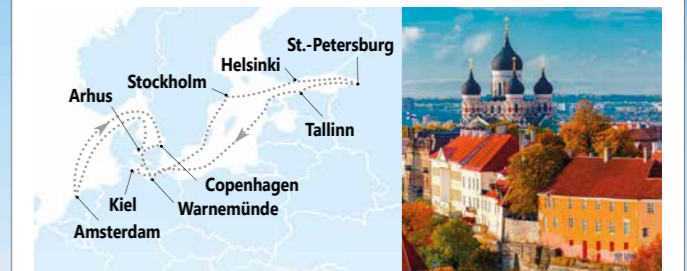 St.-Petersburg
Helsinki
Stockholm
Arhus
Tallinn
Copenhagen
Kiel
Warnemünde
Amsterdam